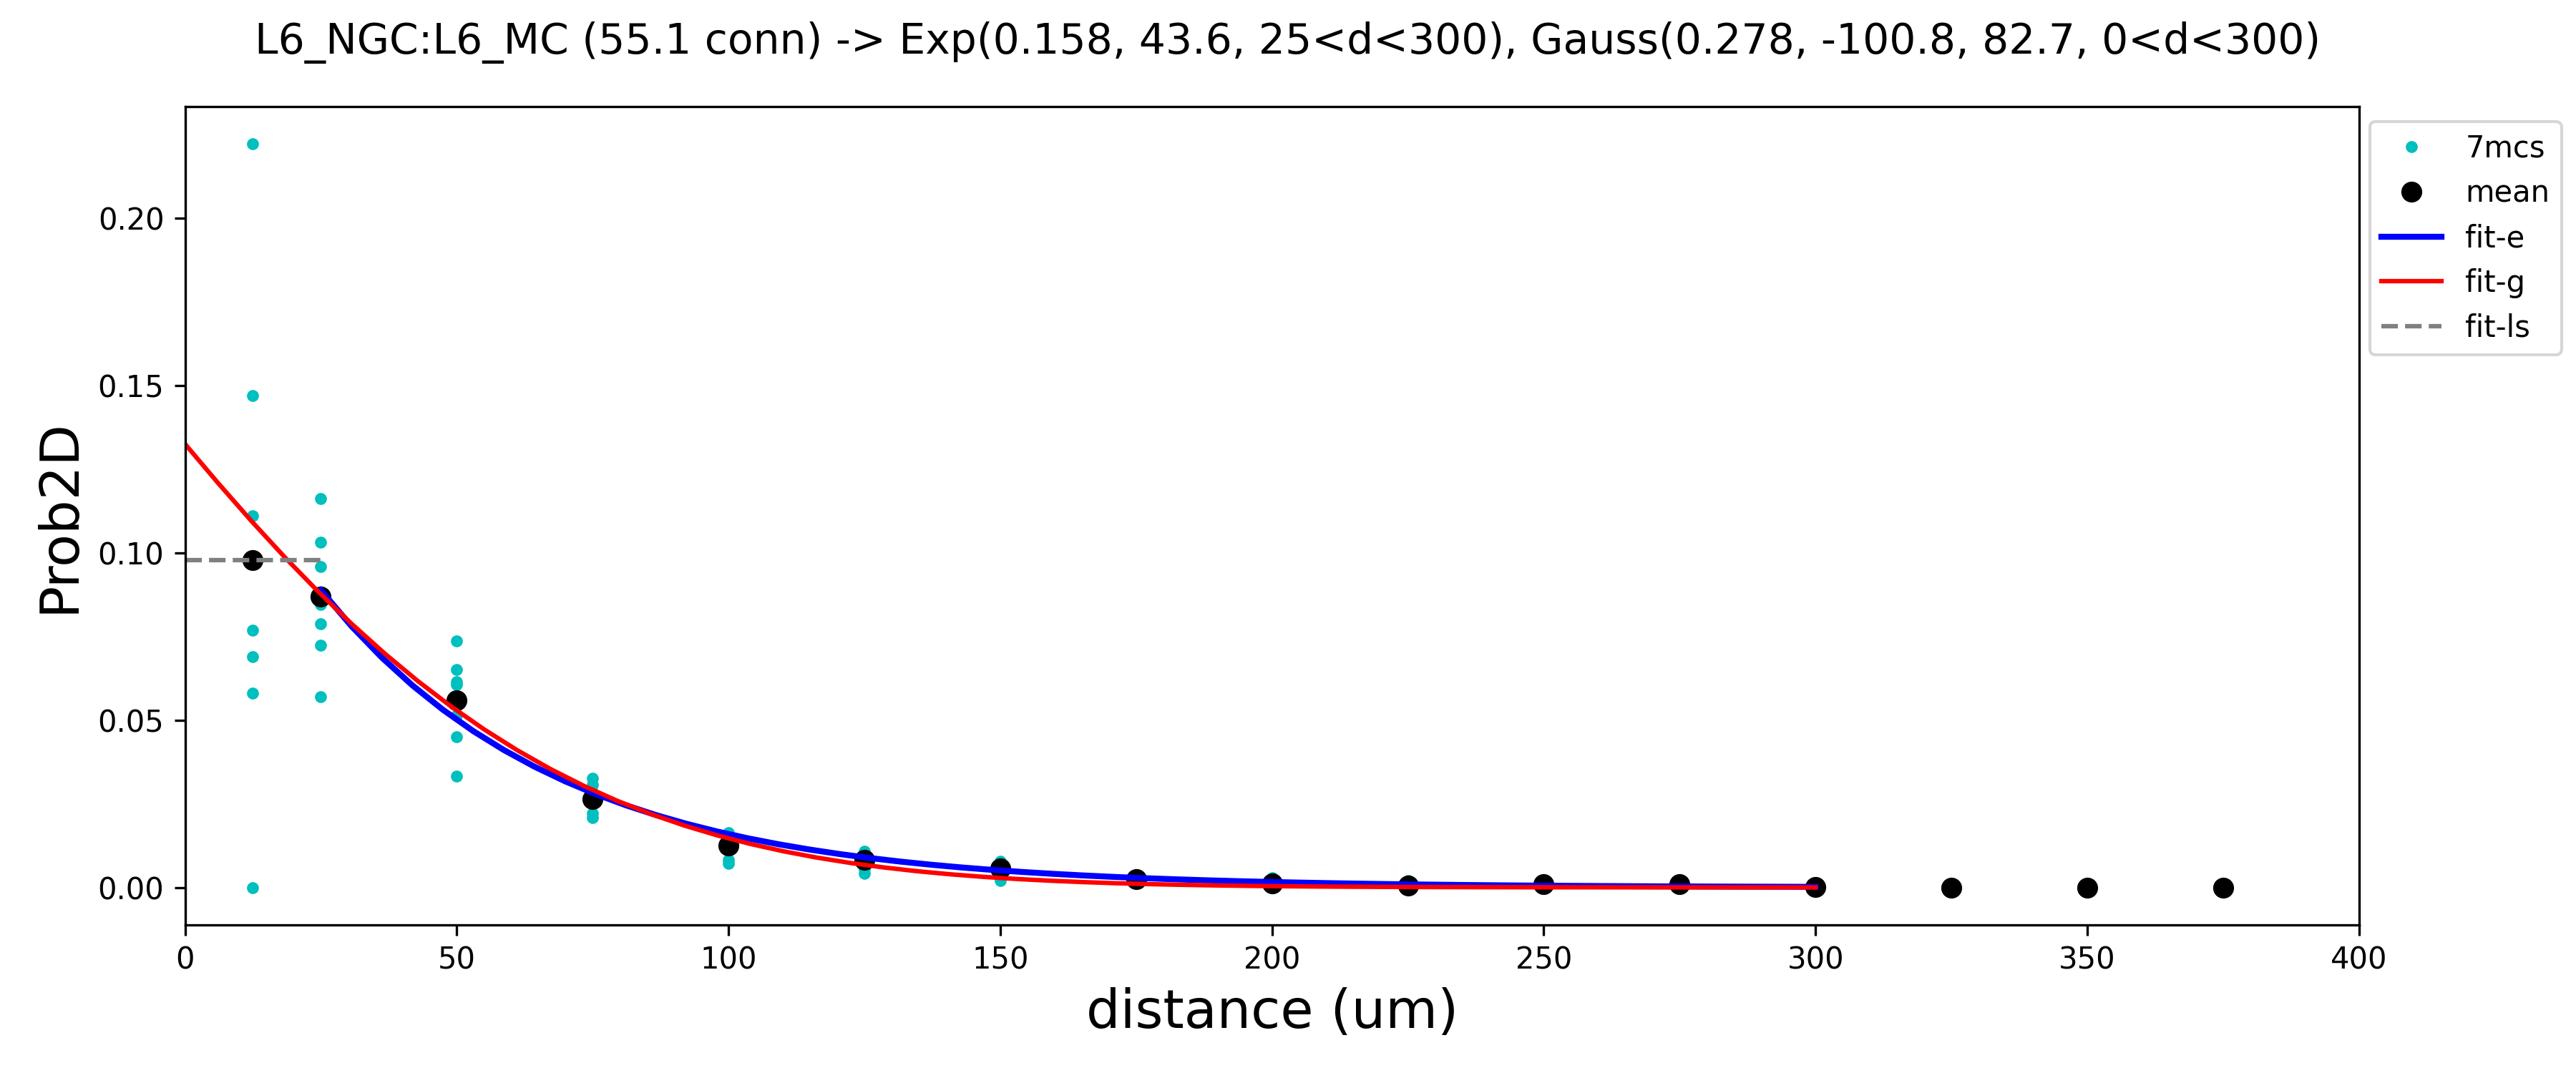 L6_NGC:L6_MC (55.1 conn) -> Exp(0.158, 43.6, 25<d<300), Gauss(0.278, -100.8, 82.7, 0<d<300)
7mcs
mean
fit-e
fit-g
fit-ls
Prob2D
0.20
0.15
0.10
0.05
0.00
0 50 100 150 200 250 300 350 400
distance (um)